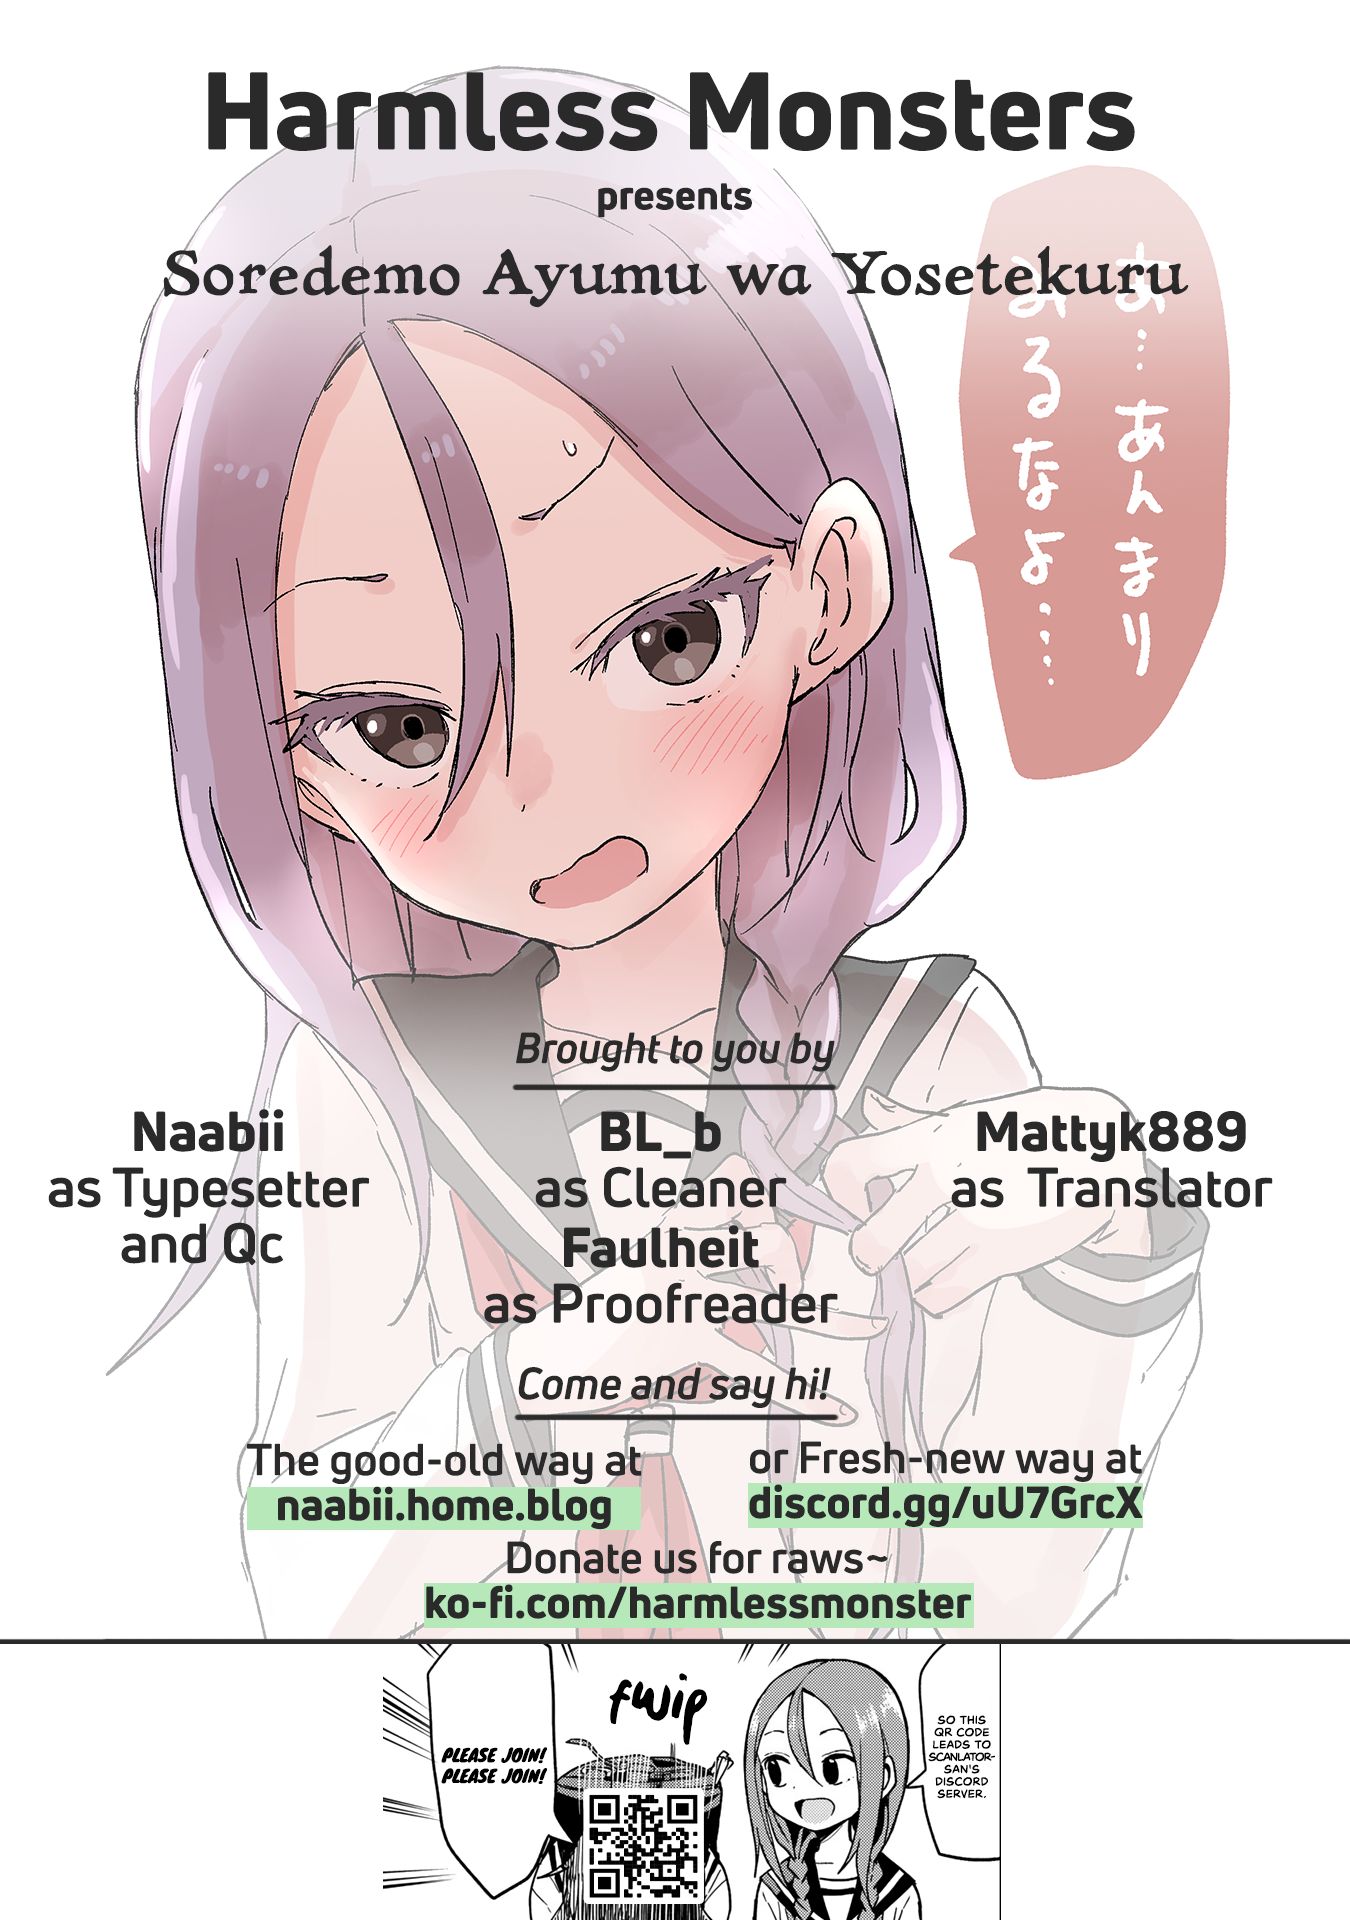 Harmless Monsters
presents
Soredemo Ayumu wa Yosetekuru
あ…あんまり
みるなよ……
Brought to you by
Naabii
as Typesetter
and Qc
BL_b
as Cleaner
Faulheit
as Proofreader
Mattyk889
as Translator
Come and say hi!
The good-old way at
naabii.home.blog
or Fresh-new way at
discord.gg/uU7GrcX
Donate us for raws~
ko-fi.com/harmlessmonster
fwip
SO THIS
QR CODE
LEADS TO
SCANLATOR-
SAN'S
DISCORD
SERVER.
PLEASE JOIN!
PLEASE JOIN!